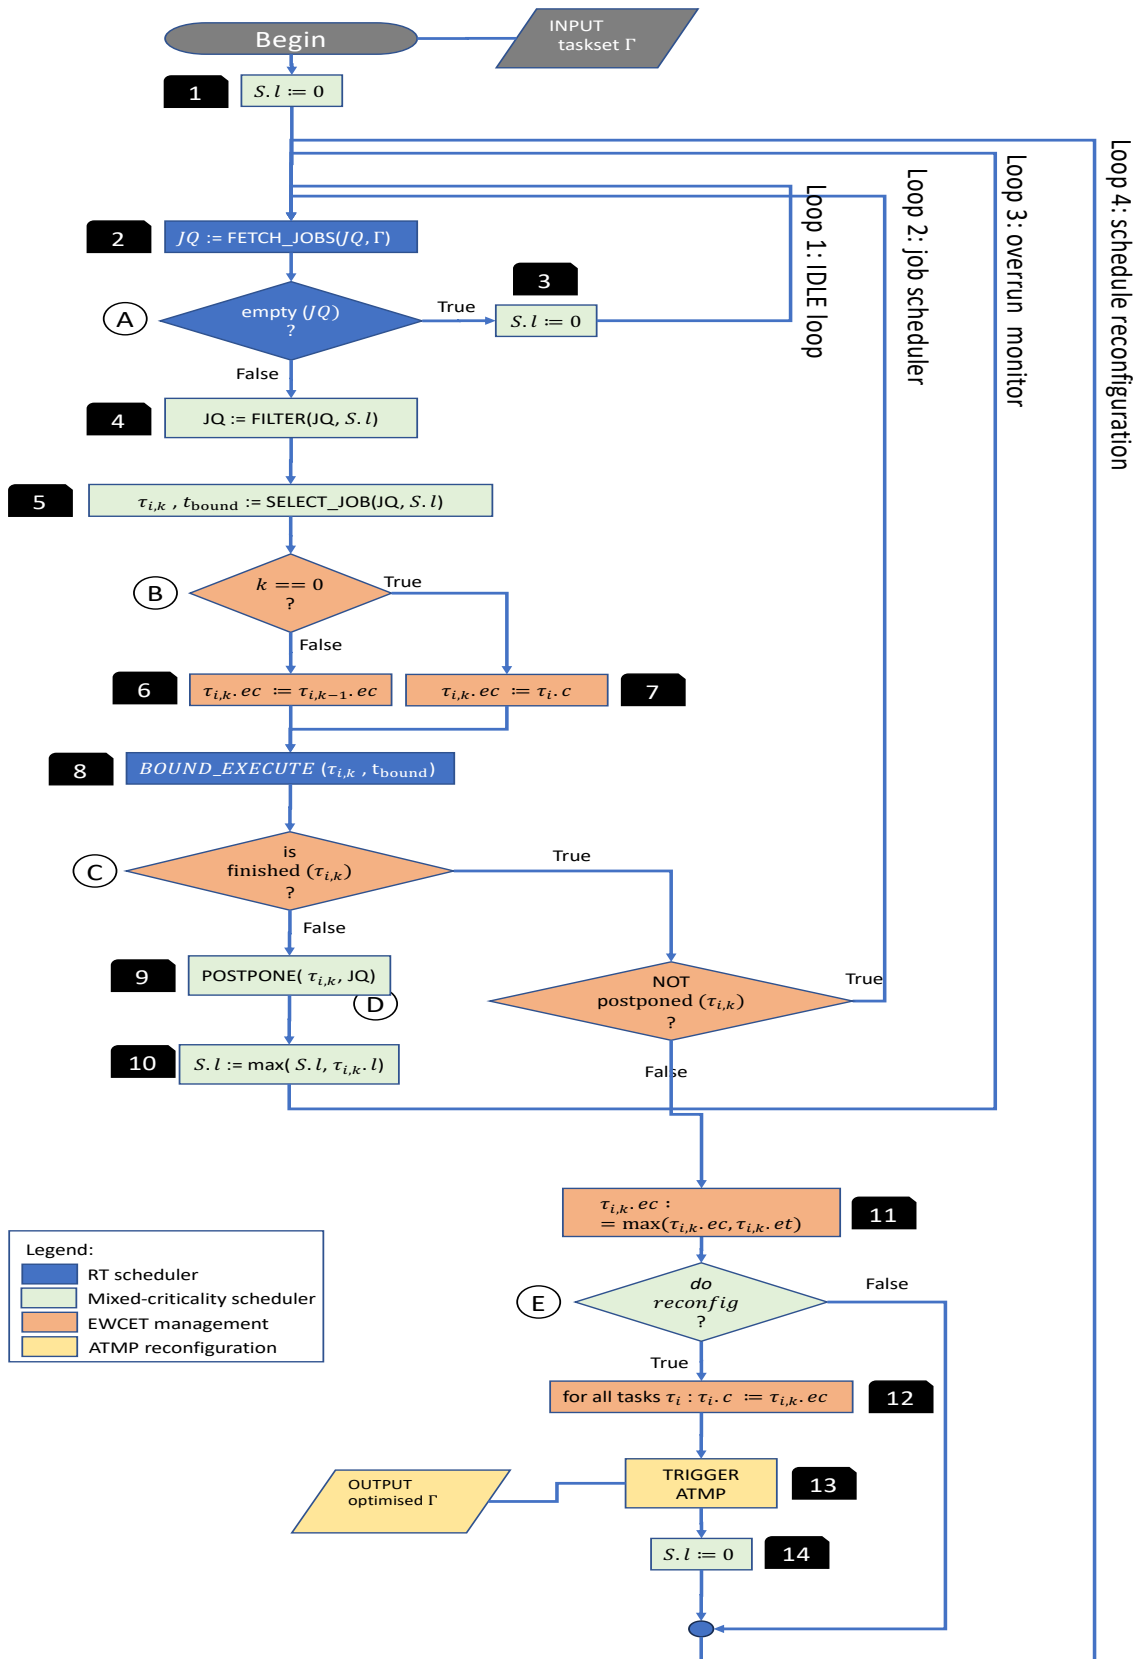 Begin
INPUT
taskset Γ
1
S.l := 0
2
JQ := FETCH_JOBS(JQ, Γ)
A
empty (JQ)
?
True
3
S.l := 0
False
4
JQ := FILTER(JQ, S.l)
5
τi,k , tbound := SELECT_JOB(JQ, S.l)
B
k == 0
?
True
False
6
τi,k. ec := τi,k−1. ec
τi,k. ec := τi. c
7
8
BOUND_EXECUTE (τi,k , tbound)
C
is
finished (τi,k)
?
True
False
9
POSTPONE( τi,k, JQ)
D
NOT
postponed (τi,k)
?
True
False
10
S.l := max( S.l, τi,k. l)
Loop 1: IDLE loop
Loop 2: job scheduler
Loop 3: overrun monitor
Loop 4: schedule reconfiguration
τi,k. ec :
= max(τi,k. ec, τi,k. et)
11
E
do
reconfig
?
False
True
for all tasks τi : τi. c := τi,k. ec
12
TRIGGER
ATMP
13
OUTPUT
optimised Γ
S.l := 0
14
Legend:
RT scheduler
Mixed-criticality scheduler
EWCET management
ATMP reconfiguration